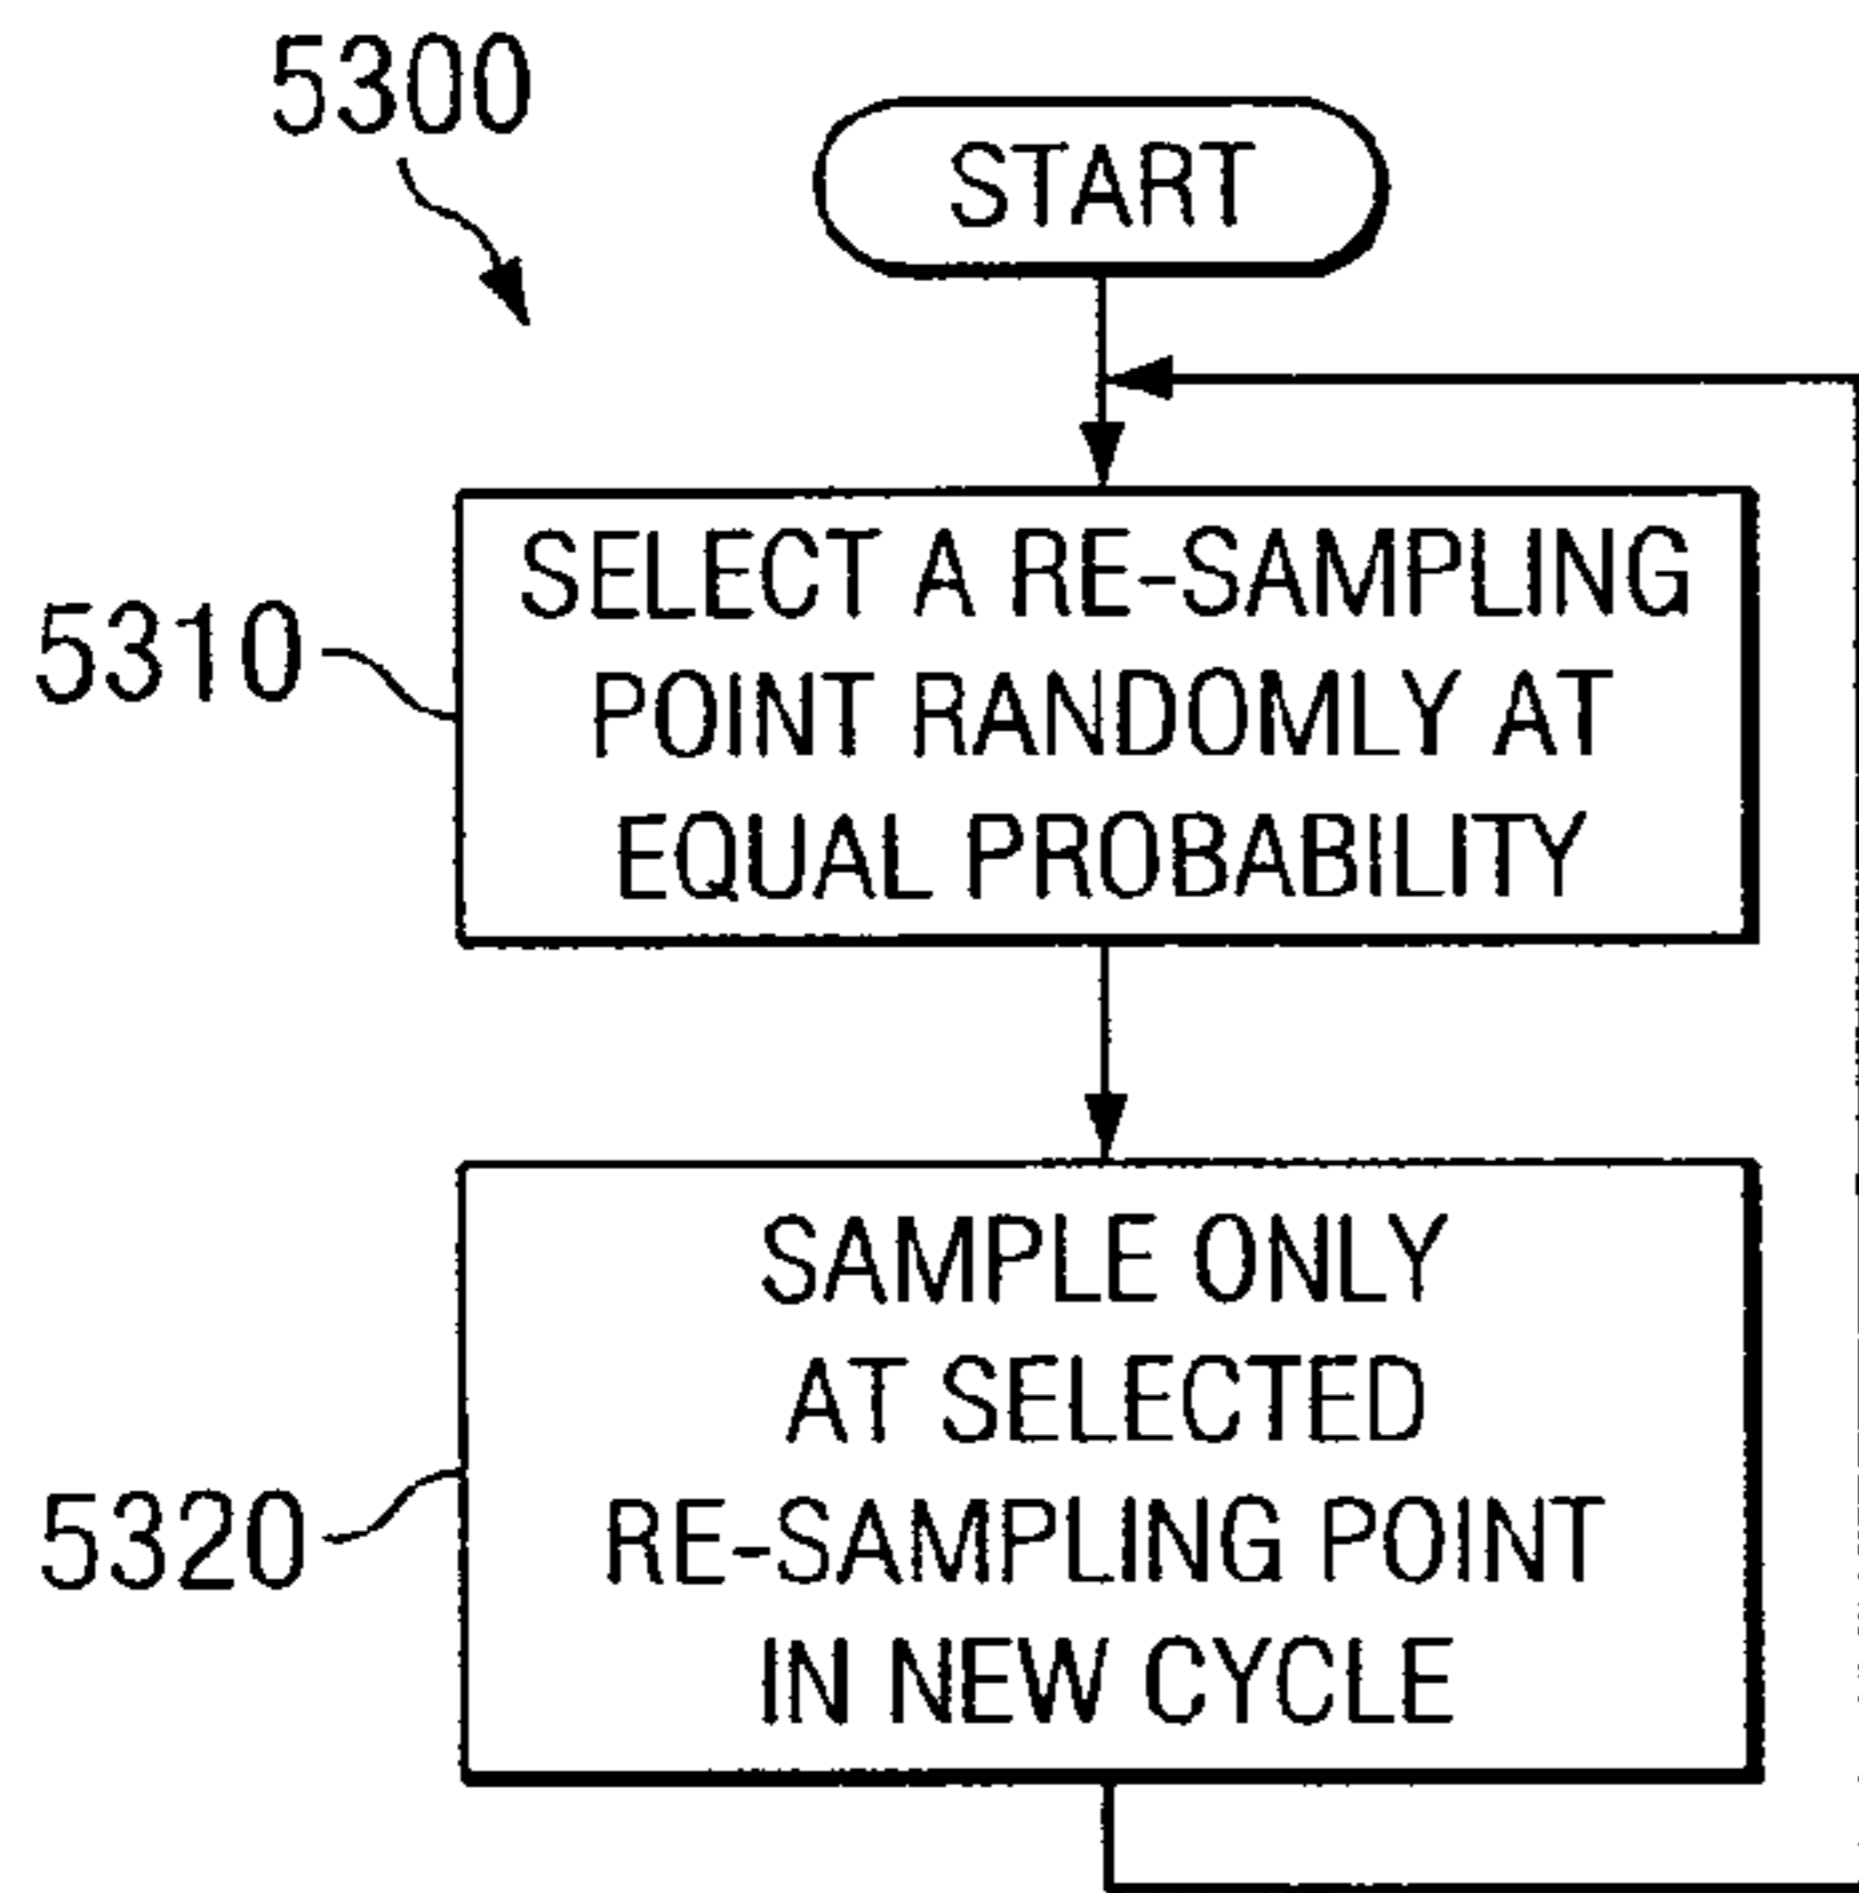 5300
START
5310
SELECT A RE-SAMPLING
POINT RANDOMLY AT
EQUAL PROBABILITY
5320
SAMPLE ONLY
AT SELECTED
RE-SAMPLING POINT
IN NEW CYCLE